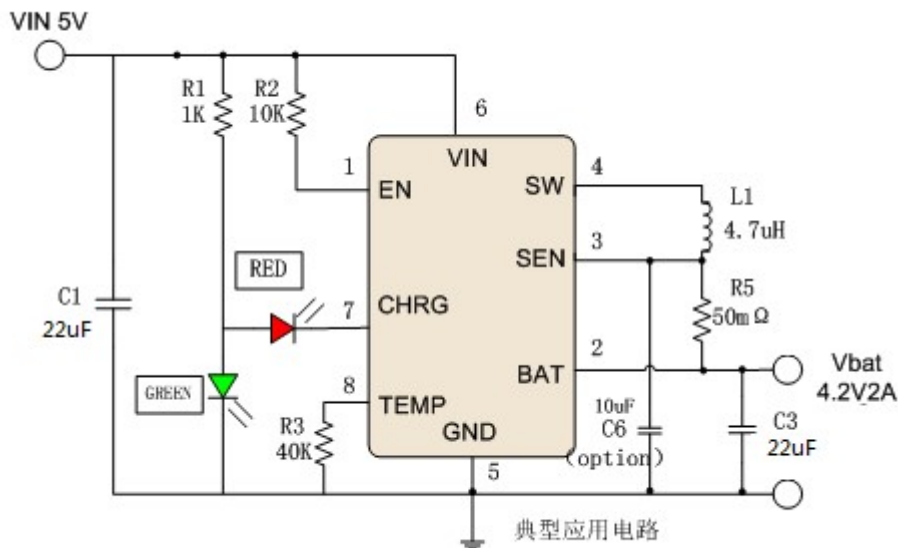 VIN 5V
R1
1K
R2
10K
6
VIN
1
EN
4
SW
L1
4.7uH
3
SEN
RED
C1
22uF
7
CHRG
R5
50mΩ
2
BAT
Vbat
4.2V2A
GREEN
8
TEMP
R3
40K
GND
5
10uF
C6
(option)
C3
22uF
典型应用电路